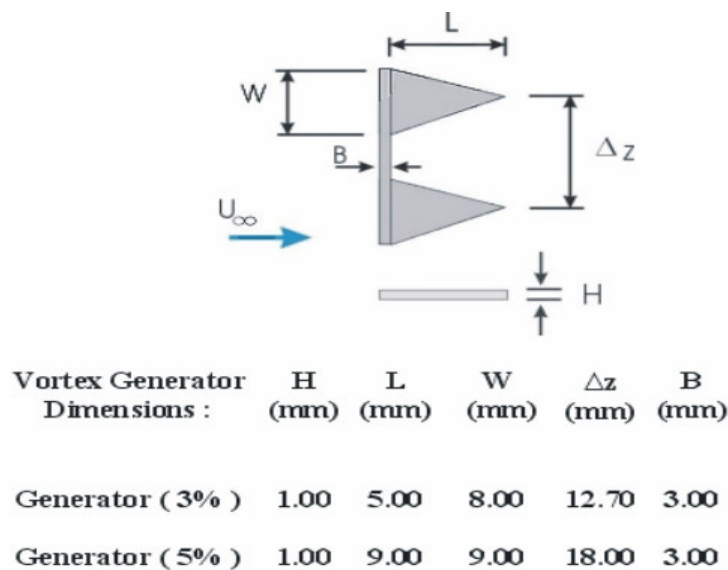 L
W
B
Δz
U∞
H
Vortex Generator H L W Δz B
Dimensions : (mm) (mm) (mm) (mm) (mm)
Generator ( 3% ) 1.00 5.00 8.00 12.70 3.00
Generator ( 5% ) 1.00 9.00 9.00 18.00 3.00